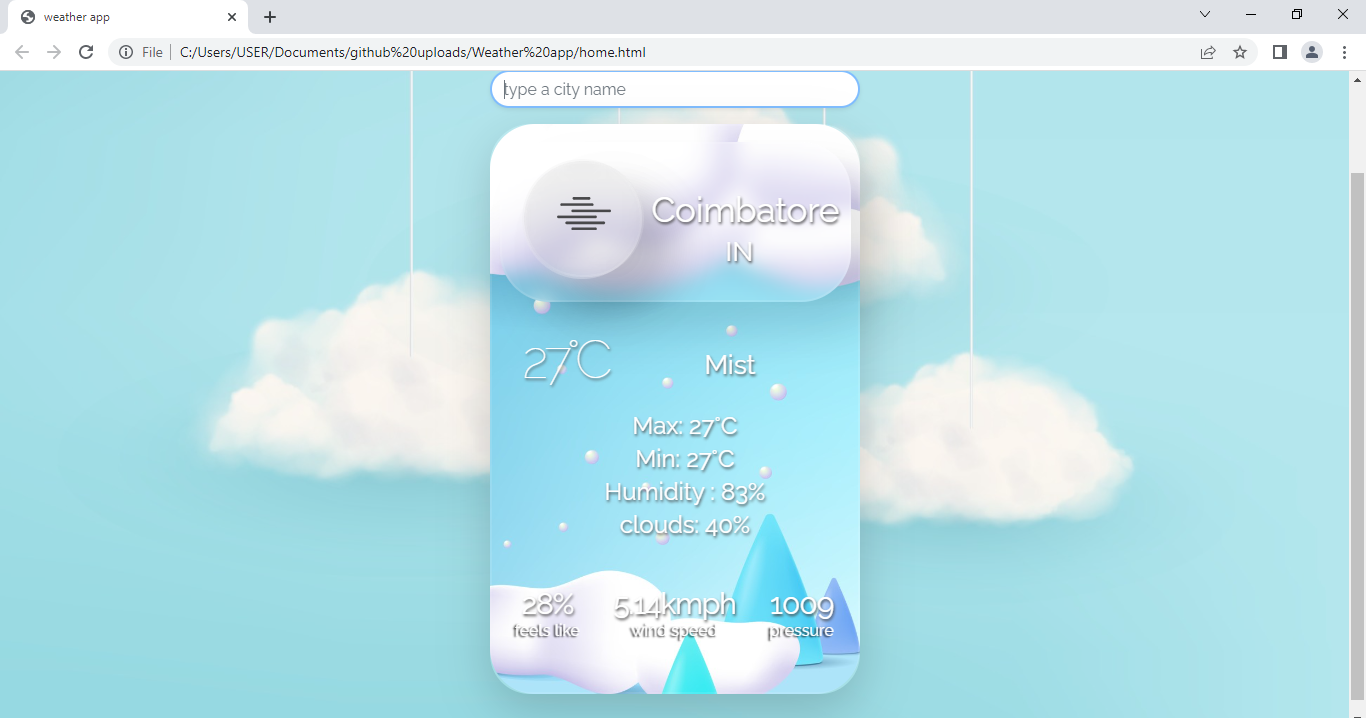 weather app
File C:/Users/USER/Documents/github%20uploads/Weather%20app/home.html
type a city name
Coimbatore
IN
27°C Mist
Max: 27°C
Min: 27°C
Humidity : 83%
clouds: 40%
28% 5.14kmph 1009
feels like wind speed pressure